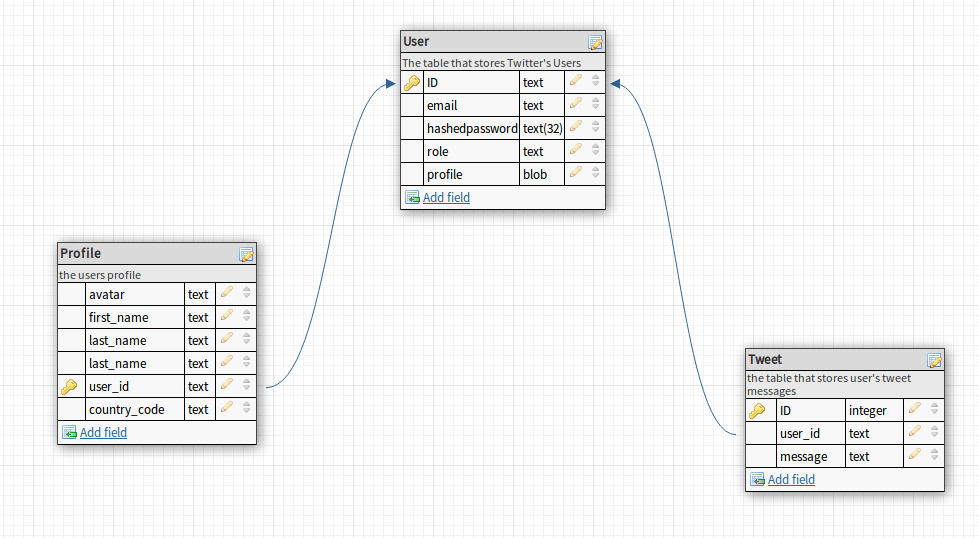 User
The table that stores Twitter's Users
ID text
email text
hashedpassword text(32)
role text
profile blob
Add field
Profile
the users profile
avatar text
first_name text
last_name text
last_name text
user_id text
country_code text
Add field
Tweet
the table that stores user's tweet
messages
ID integer
user_id text
message text
Add field